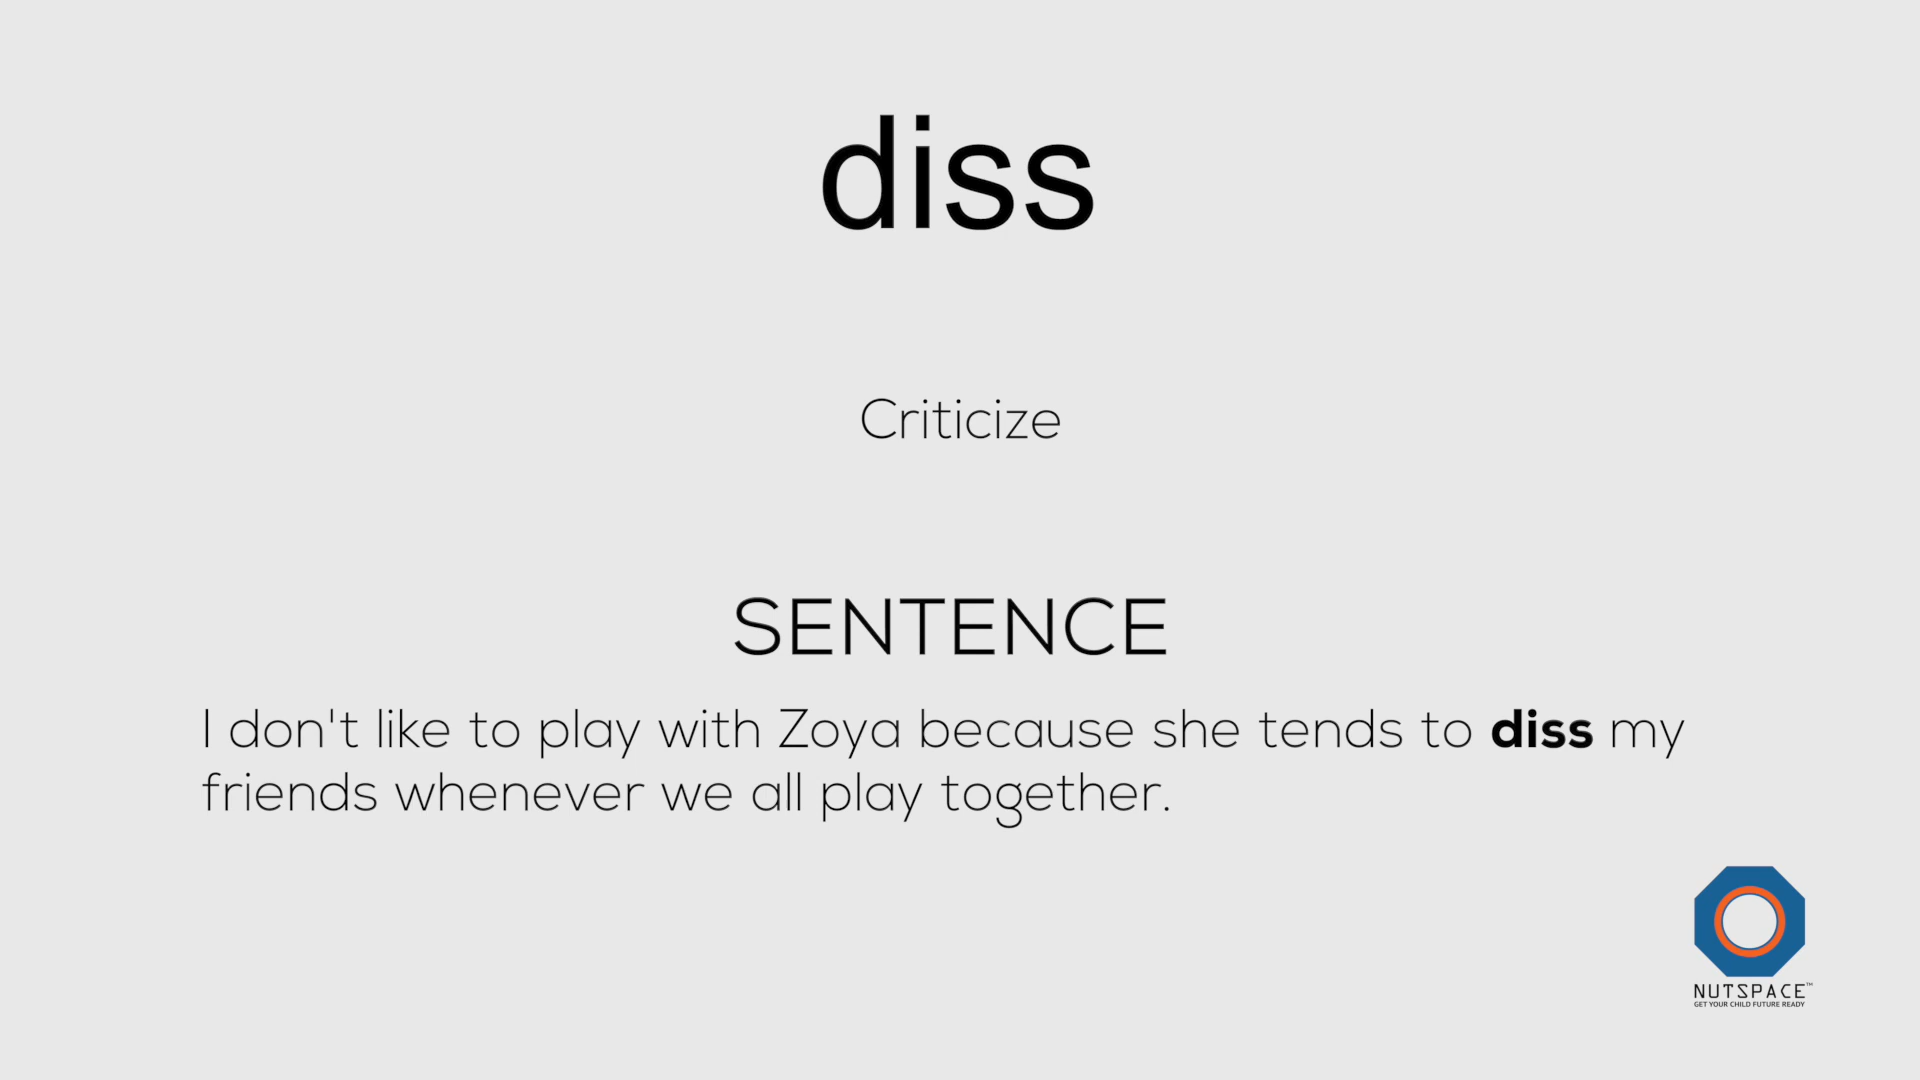 diss
Criticize
SENTENCE
I don't like to play with Zoya because she tends to diss my
friends whenever we all play together.
NUTSPACE™
GET YOUR CHILD FUTURE READY